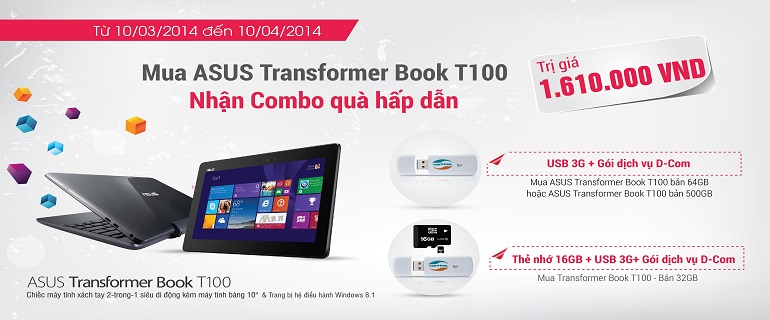 Từ 10/03/2014 đến 10/04/2014
Mua ASUS Transformer Book T100
Nhận Combo quà hấp dẫn
Trị giá
1.610.000 VND
USB 3G + Gói dịch vụ D-Com
Mua ASUS Transformer Book T100 bản 64GB
hoặc ASUS Transformer Book T100 bản 500GB
16GB
Thẻ nhớ 16GB + USB 3G+ Gói dịch vụ D-Com
Mua Transformer Book T100 - Bản 32GB
ASUS
Start
ASUS Transformer Book T100
Chiếc máy tính xách tay 2-trong-1 siêu di động kèm máy tính bảng 10" & Trang bị hệ điều hành Windows 8.1